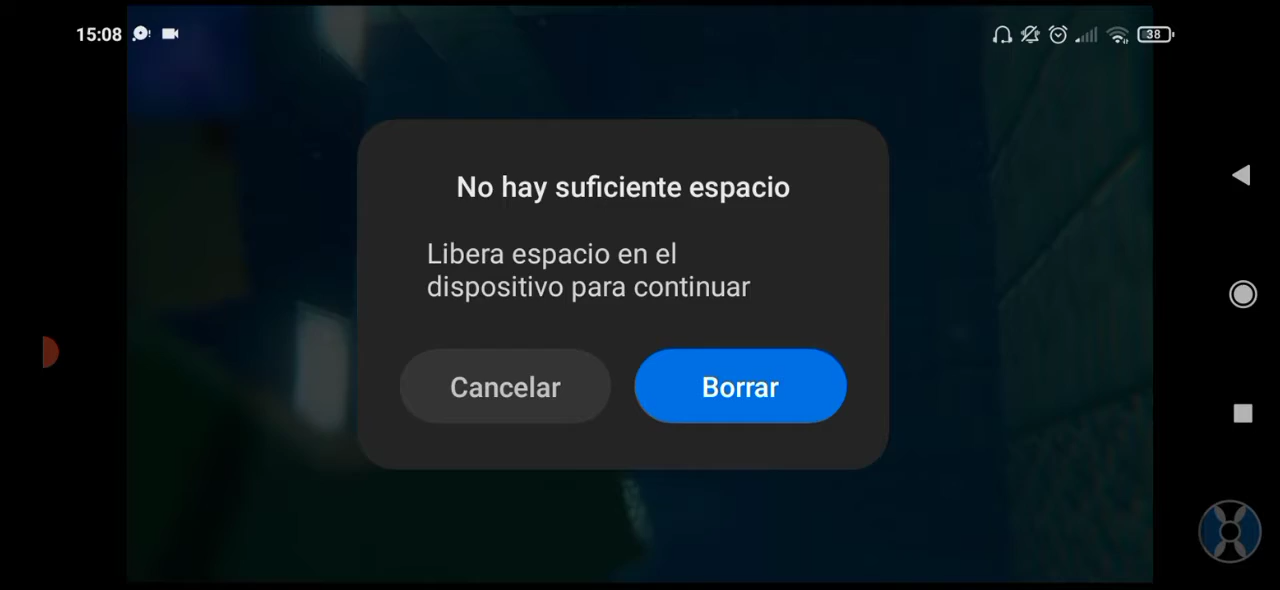 15:08
38
No hay suficiente espacio
Libera espacio en el
dispositivo para continuar
Cancelar
Borrar